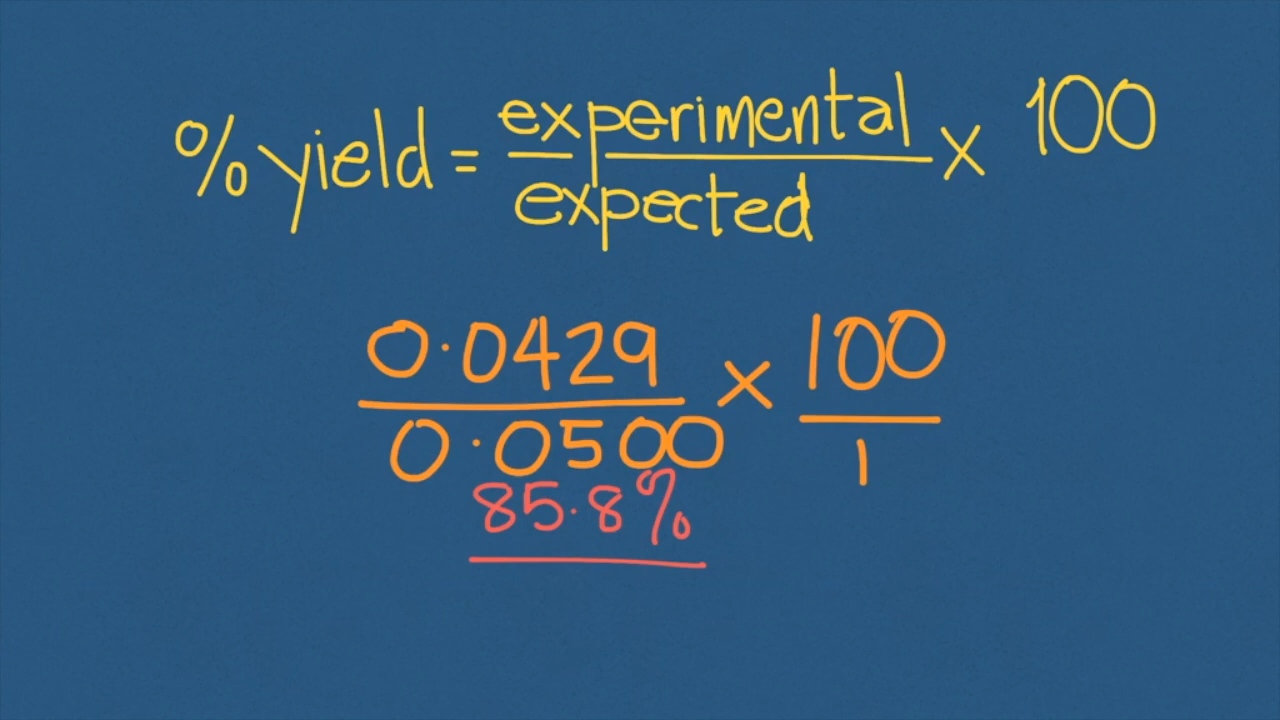 % yield = experimental / expected x 100
0.0429 / 0.0500 x 100 / 1
85.8%